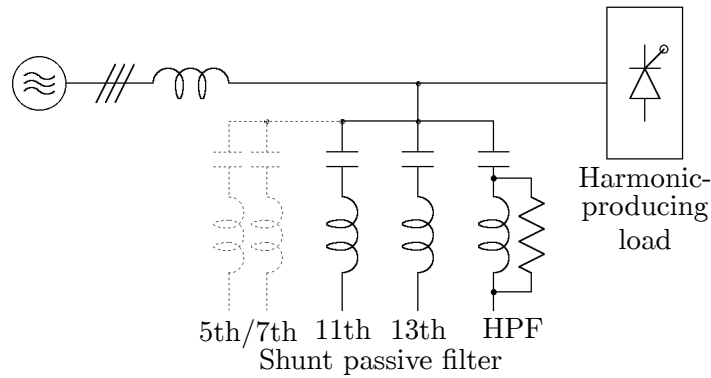 Harmonic-
producing
load
5th/7th 11th 13th HPF
Shunt passive filter